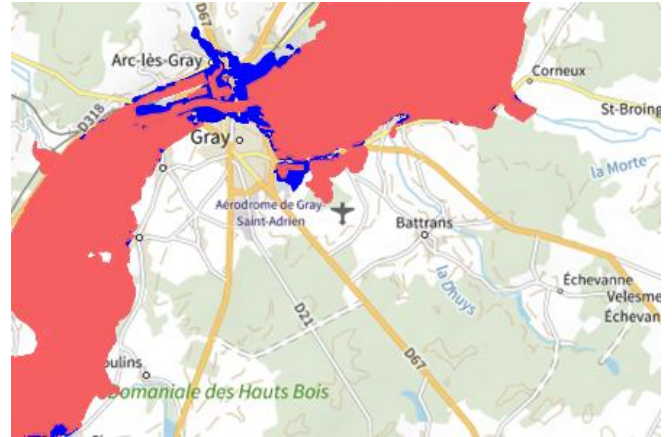 D67
Arc-lès-Gray
Corneux
D318
St-Broing
Gray
la Morte
Aérodrome de Gray-
Saint-Adrien
Battrans
la Dhuys
Échevanne
Velesme
Échevan
D21
D67
oulins
Domaniale des Hauts Bois